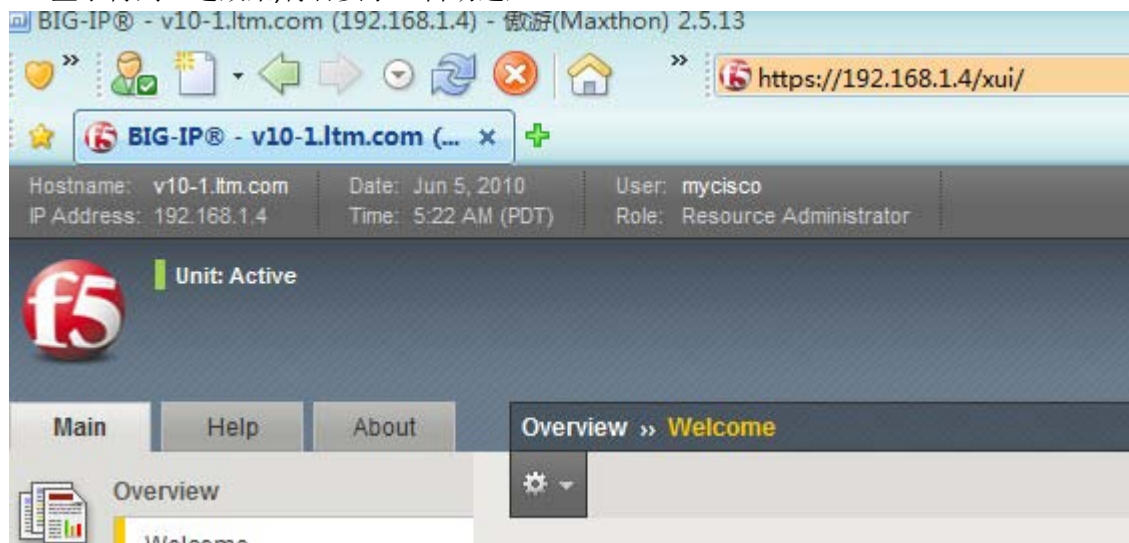 BIG-IP® - v10-1.ltm.com (192.168.1.4) - 傲游(Maxthon) 2.5.13
» » https://192.168.1.4/xui/
BIG-IP® - v10-1.ltm.com (... ×
Hostname: v10-1.ltm.com Date: Jun 5, 2010 User: mycisco
IP Address: 192.168.1.4 Time: 5:22 AM (PDT) Role: Resource Administrator
f5 Unit: Active
Main Help About Overview » Welcome
Overview
Welcome